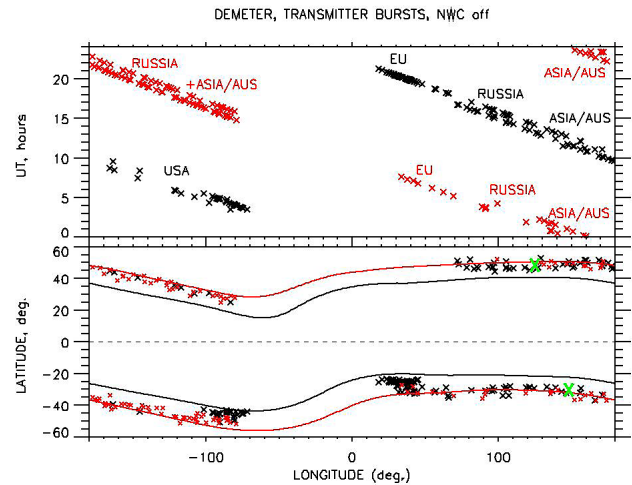 DEMETER, TRANSMITTER BURSTS, NWC off
RUSSIA
+ASIA/AUS
USA
EU
RUSSIA
ASIA/AUS
ASIA/AUS
EU
RUSSIA
ASIA/AUS
UT, hours
20
15
10
5
0
LATITUDE, deg.
60
40
20
0
-20
-40
-60
-100
0
100
LONGITUDE (deg.)